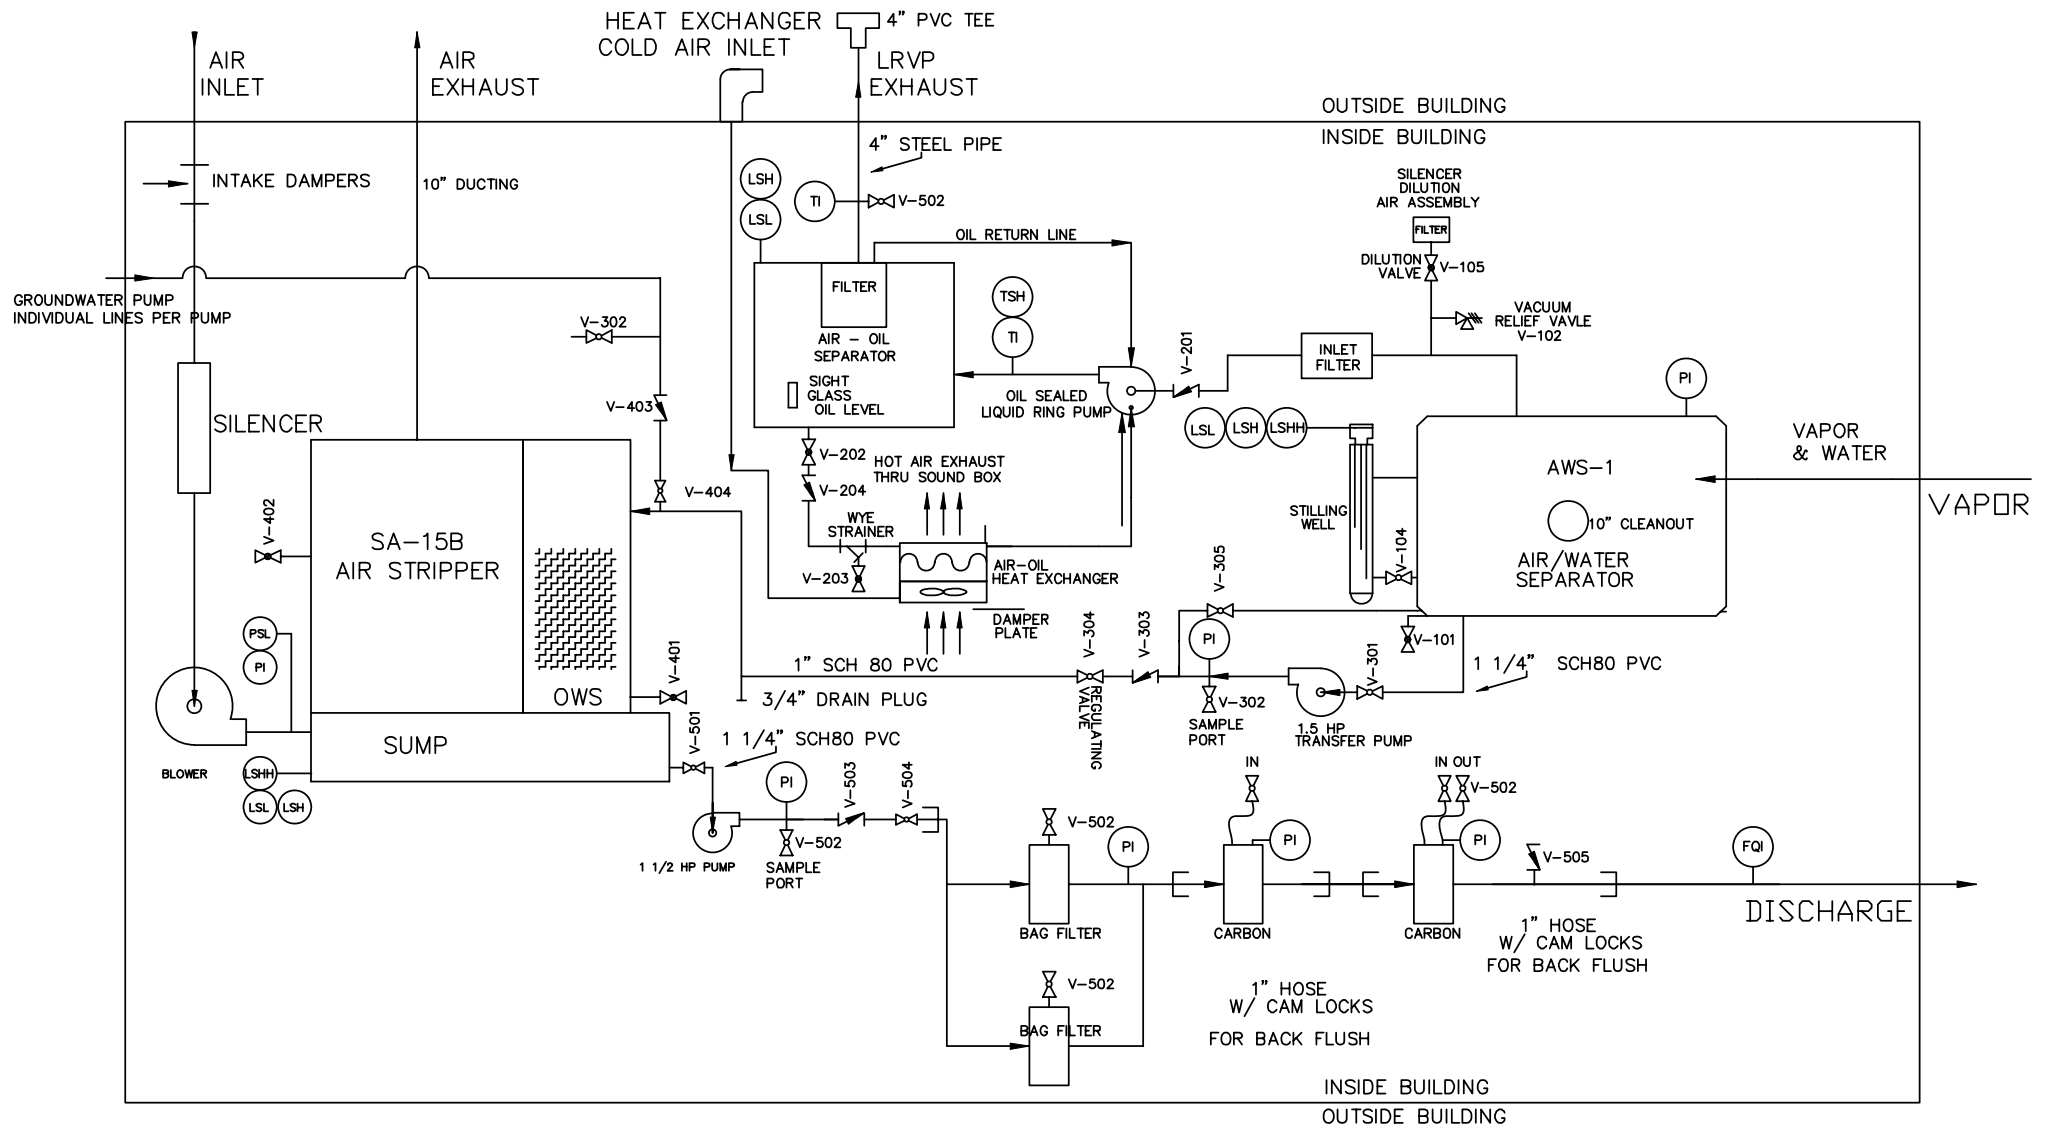 HEAT EXCHANGER
COLD AIR INLET
4" PVC TEE
AIR
INLET
AIR
EXHAUST
LRVP
EXHAUST
OUTSIDE BUILDING
INSIDE BUILDING
4" STEEL PIPE
INTAKE DAMPERS
10" DUCTING
LSH
LSL
TI
V-502
SILENCER
DILUTION
AIR ASSEMBLY
FILTER
OIL RETURN LINE
DILUTION
VALVE
V-105
GROUNDWATER PUMP
INDIVIDUAL LINES PER PUMP
FILTER
TSH
TI
VACUUM
RELIEF VAVLE
V-102
V-302
AIR - OIL
SEPARATOR
V-201
INLET
FILTER
PI
SIGHT
GLASS
OIL LEVEL
OIL SEALED
LIQUID RING PUMP
V-403
SILENCER
LSL
LSH
LSHH
VAPOR
& WATER
V-202
HOT AIR EXHAUST
THRU SOUND BOX
AWS-1
V-404
V-204
VAPOR
V-402
WYE
STRAINER
STILLING
WELL
10" CLEANOUT
SA-15B
AIR STRIPPER
V-104
AIR/WATER
SEPARATOR
V-203
AIR-OIL
HEAT EXCHANGER
V-305
DAMPER
PLATE
V-304
V-303
PSL
PI
PI
V-101
V-401
V-301
1" SCH 80 PVC
1 1/4" SCH80 PVC
OWS
3/4" DRAIN PLUG
REGULATING
VALVE
V-302
SAMPLE
PORT
1.5 HP
TRANSFER PUMP
SUMP
V-501
1 1/4" SCH80 PVC
BLOWER
LSHH
LSL
LSH
PI
V-503
V-504
IN
IN OUT
V-502
V-502
V-502
1 1/2 HP PUMP
SAMPLE
PORT
PI
PI
PI
V-505
FQI
BAG FILTER
CARBON
CARBON
DISCHARGE
1" HOSE
W/ CAM LOCKS
FOR BACK FLUSH
V-502
1" HOSE
W/ CAM LOCKS
FOR BACK FLUSH
BAG FILTER
INSIDE BUILDING
OUTSIDE BUILDING